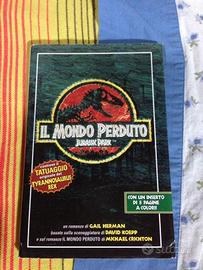 IL MONDO PERDUTO
JURASSIC PARK
TATUAGGIO
TYRANNOSAURUS
REX
CON UN INSERTO
DI 8 PAGINE
A COLORI!
un romanzo di GAIL HERMAN
basato sulla sceneggiatura di DAVID KOEPP
e sul romanzo IL MONDO PERDUTO di MICHAEL CRICHTON